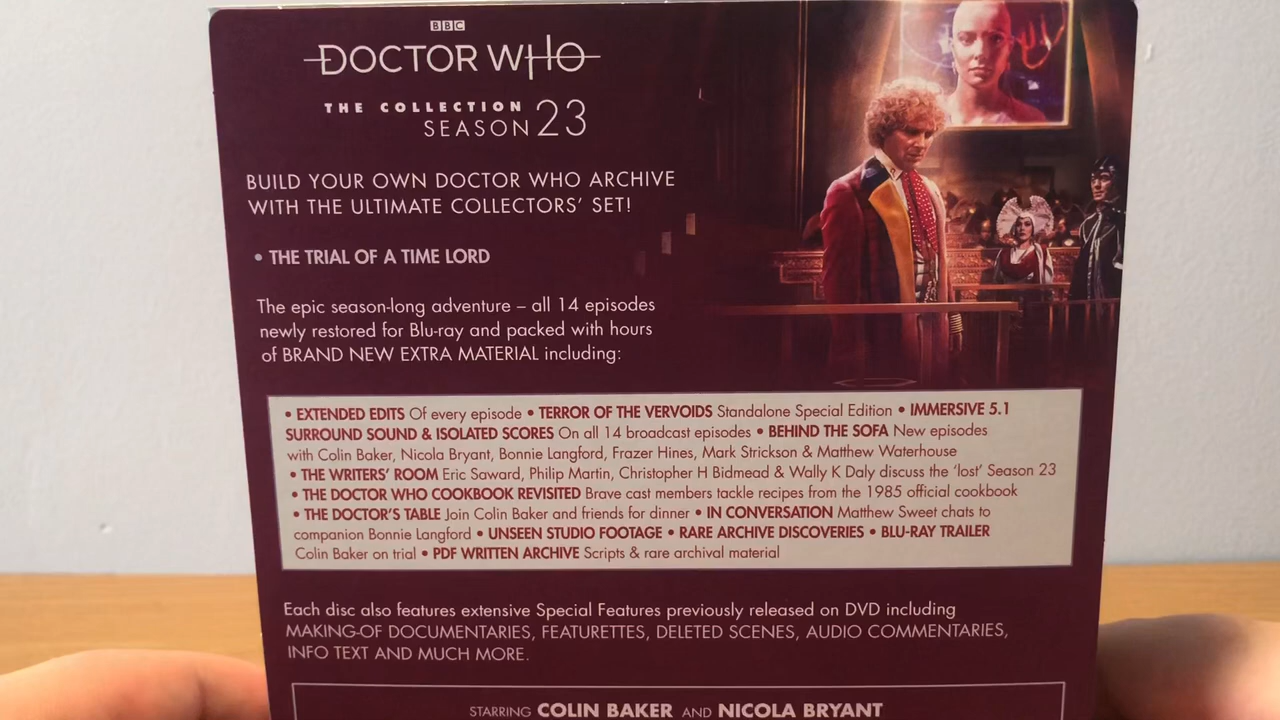 BBC
DOCTOR WHO
THE COLLECTION
SEASON 23
BUILD YOUR OWN DOCTOR WHO ARCHIVE
WITH THE ULTIMATE COLLECTORS’ SET!
• THE TRIAL OF A TIME LORD
The epic season-long adventure – all 14 episodes
newly restored for Blu-ray and packed with hours
of BRAND NEW EXTRA MATERIAL including:
• EXTENDED EDITS Of every episode • TERROR OF THE VERVOIDS Standalone Special Edition • IMMERSIVE 5.1
SURROUND SOUND & ISOLATED SCORES On all 14 broadcast episodes • BEHIND THE SOFA New episodes
with Colin Baker, Nicola Bryant, Bonnie Langford, Frazer Hines, Mark Strickson & Matthew Waterhouse
• THE WRITERS’ ROOM Eric Saward, Philip Martin, Christopher H Bidmead & Wally K Daly discuss the ‘lost’ Season 23
• THE DOCTOR WHO COOKBOOK REVISITED Brave cast members tackle recipes from the 1985 official cookbook
• THE DOCTOR’S TABLE Join Colin Baker and friends for dinner • IN CONVERSATION Matthew Sweet chats to
companion Bonnie Langford • UNSEEN STUDIO FOOTAGE • RARE ARCHIVE DISCOVERIES • BLU-RAY TRAILER
Colin Baker on trial • PDF WRITTEN ARCHIVE Scripts & rare archival material
Each disc also features extensive Special Features previously released on DVD including
MAKING-OF DOCUMENTARIES, FEATURETTES, DELETED SCENES, AUDIO COMMENTARIES,
INFO TEXT AND MUCH MORE.
STARRING COLIN BAKER AND NICOLA BRYANT